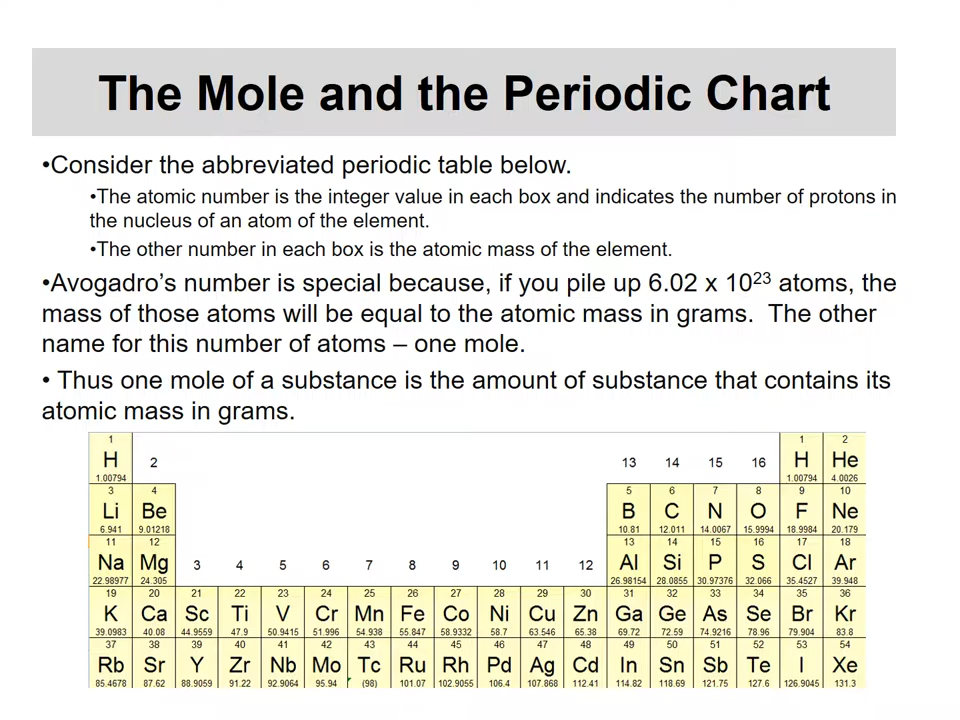 The Mole and the Periodic Chart
•Consider the abbreviated periodic table below.
•The atomic number is the integer value in each box and indicates the number of protons in
the nucleus of an atom of the element.
•The other number in each box is the atomic mass of the element.
•Avogadro’s number is special because, if you pile up 6.02 x 10²³ atoms, the
mass of those atoms will be equal to the atomic mass in grams.  The other
name for this number of atoms – one mole.
• Thus one mole of a substance is the amount of substance that contains its
atomic mass in grams.
1 1 2
H 2 13 14 15 16 H He
1.00794 1.00794 4.0026
3 4 5 6 7 8 9 10
Li Be B C N O F Ne
6.941 9.01218 10.81 12.011 14.0067 15.9994 18.9984 20.179
11 12 13 14 15 16 17 18
Na Mg 3 4 5 6 7 8 9 10 11 12 Al Si P S Cl Ar
22.98977 24.305 26.98154 28.0855 30.97376 32.066 35.4527 39.948
19 20 21 22 23 24 25 26 27 28 29 30 31 32 33 34 35 36
K Ca Sc Ti V Cr Mn Fe Co Ni Cu Zn Ga Ge As Se Br Kr
39.0983 40.08 44.9559 47.9 50.9415 51.996 54.938 55.847 58.9332 58.7 63.546 65.38 69.72 72.59 74.9216 78.96 79.904 83.8
37 38 39 40 41 42 43 44 45 46 47 48 49 50 51 52 53 54
Rb Sr Y Zr Nb Mo Tc Ru Rh Pd Ag Cd In Sn Sb Te I Xe
85.4678 87.62 88.9059 91.22 92.9064 95.94 (98) 101.07 102.9055 106.4 107.868 112.41 114.82 118.69 121.75 127.6 126.9045 131.3